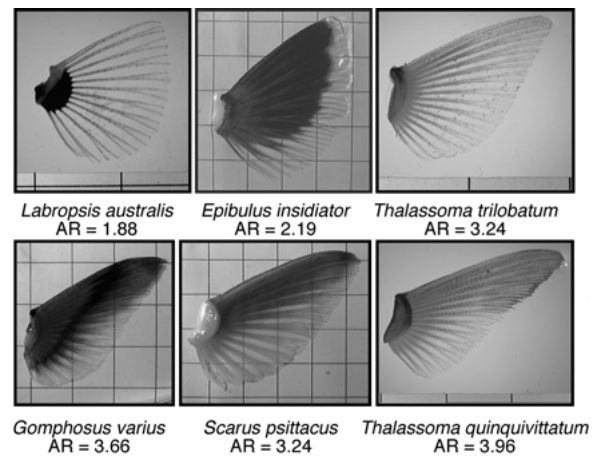 Labropsis australis
AR = 1.88
Epibulus insidiator
AR = 2.19
Thalassoma trilobatum
AR = 3.24
Gomphosus varius
AR = 3.66
Scarus psittacus
AR = 3.24
Thalassoma quinquivittatum
AR = 3.96